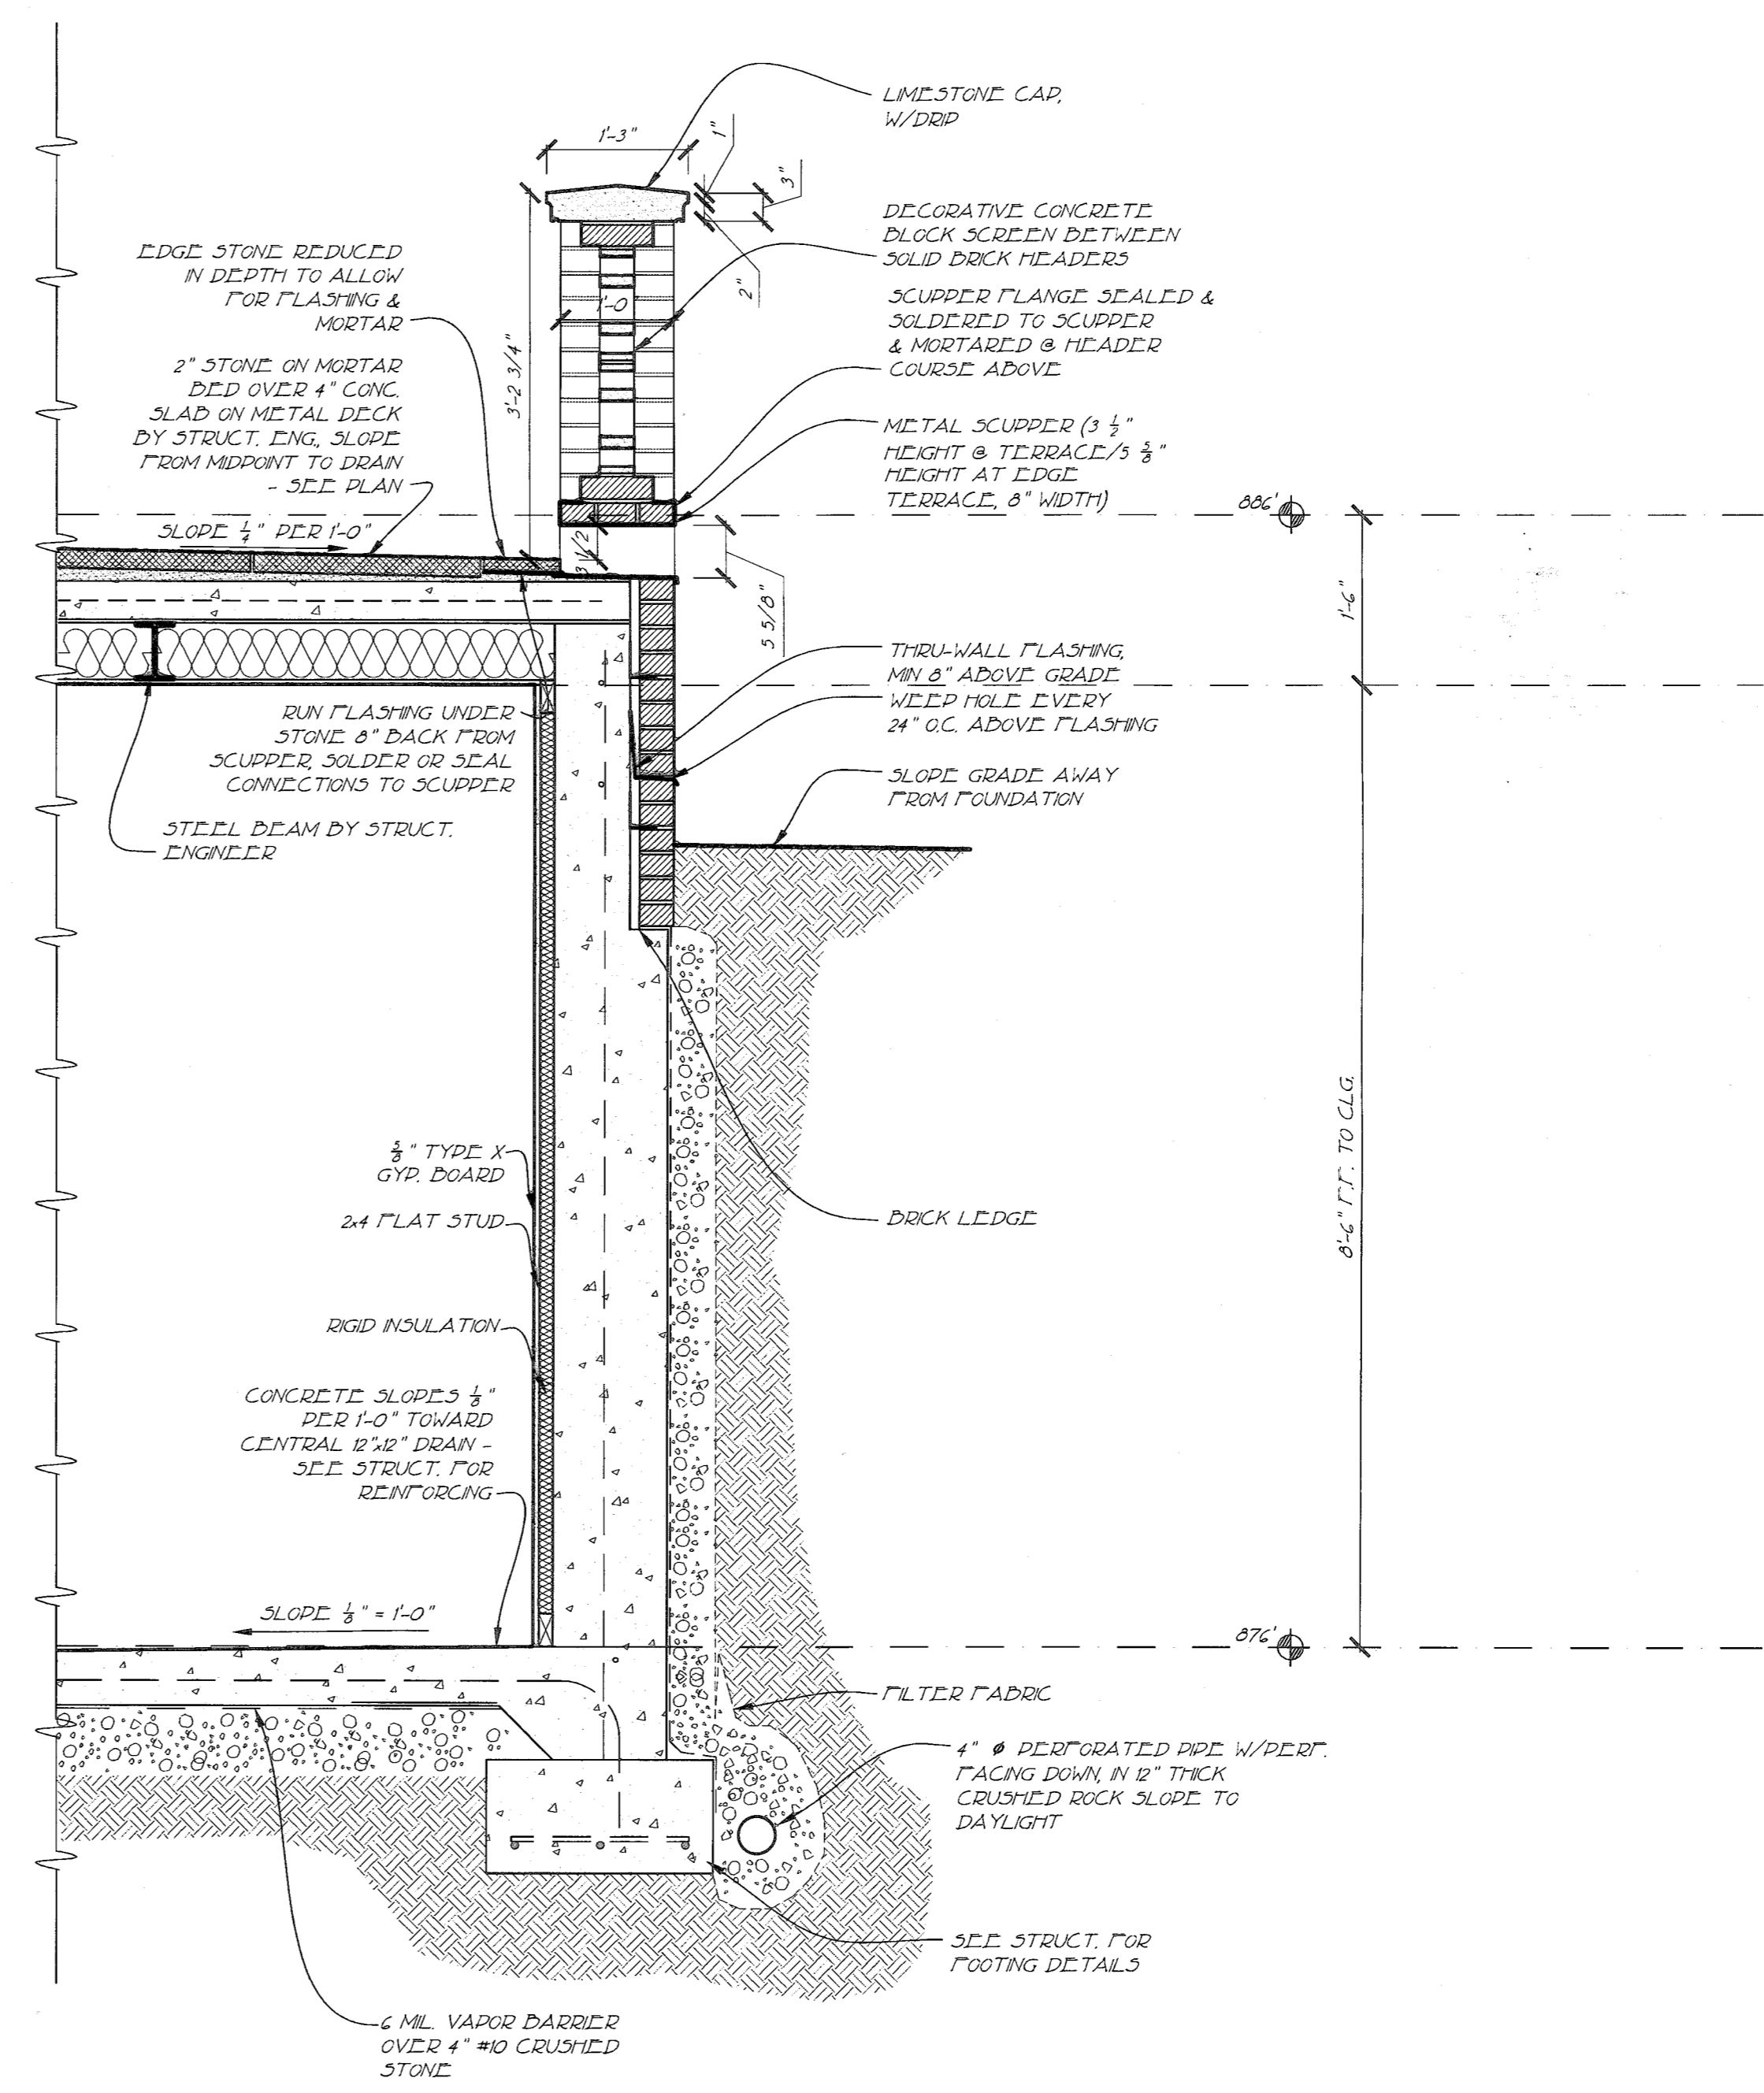 LIMESTONE CAP,
W/DRIP
1'-3"
1"
3"
2"
DECORATIVE CONCRETE
BLOCK SCREEN BETWEEN
SOLID BRICK HEADERS
EDGE STONE REDUCED
IN DEPTH TO ALLOW
FOR FLASHING &
MORTAR
1'-0
3'-2 3/4"
SCUPPER FLANGE SEALED &
SOLDERED TO SCUPPER
& MORTARED @ HEADER
COURSE ABOVE
2" STONE ON MORTAR
BED OVER 4" CONC.
SLAB ON METAL DECK
BY STRUCT. ENG., SLOPE
FROM MIDPOINT TO DRAIN
- SEE PLAN
METAL SCUPPER (3 1/2"
HEIGHT @ TERRACE/5 5/8"
HEIGHT AT EDGE
TERRACE, 8" WIDTH)
886'
SLOPE 1/4" PER 1'-0"
3 1/2
5 5/8"
1'-6"
THRU-WALL FLASHING,
MIN 8" ABOVE GRADE
WEEP HOLE EVERY
24" O.C. ABOVE FLASHING
RUN FLASHING UNDER
STONE 8" BACK FROM
SCUPPER, SOLDER OR SEAL
CONNECTIONS TO SCUPPER
SLOPE GRADE AWAY
FROM FOUNDATION
STEEL BEAM BY STRUCT.
ENGINEER
8'-6" F.F. TO CLG.
5/8" TYPE X
GYP. BOARD
2x4 FLAT STUD
BRICK LEDGE
RIGID INSULATION
CONCRETE SLOPES 1/8"
PER 1'-0" TOWARD
CENTRAL 12"x12" DRAIN -
SEE STRUCT. FOR
REINFORCING
SLOPE 1/8" = 1'-0"
876'
FILTER FABRIC
4" Ø PERFORATED PIPE W/PERF.
FACING DOWN, IN 12" THICK
CRUSHED ROCK SLOPE TO
DAYLIGHT
SEE STRUCT. FOR
FOOTING DETAILS
6 MIL. VAPOR BARRIER
OVER 4" #10 CRUSHED
STONE